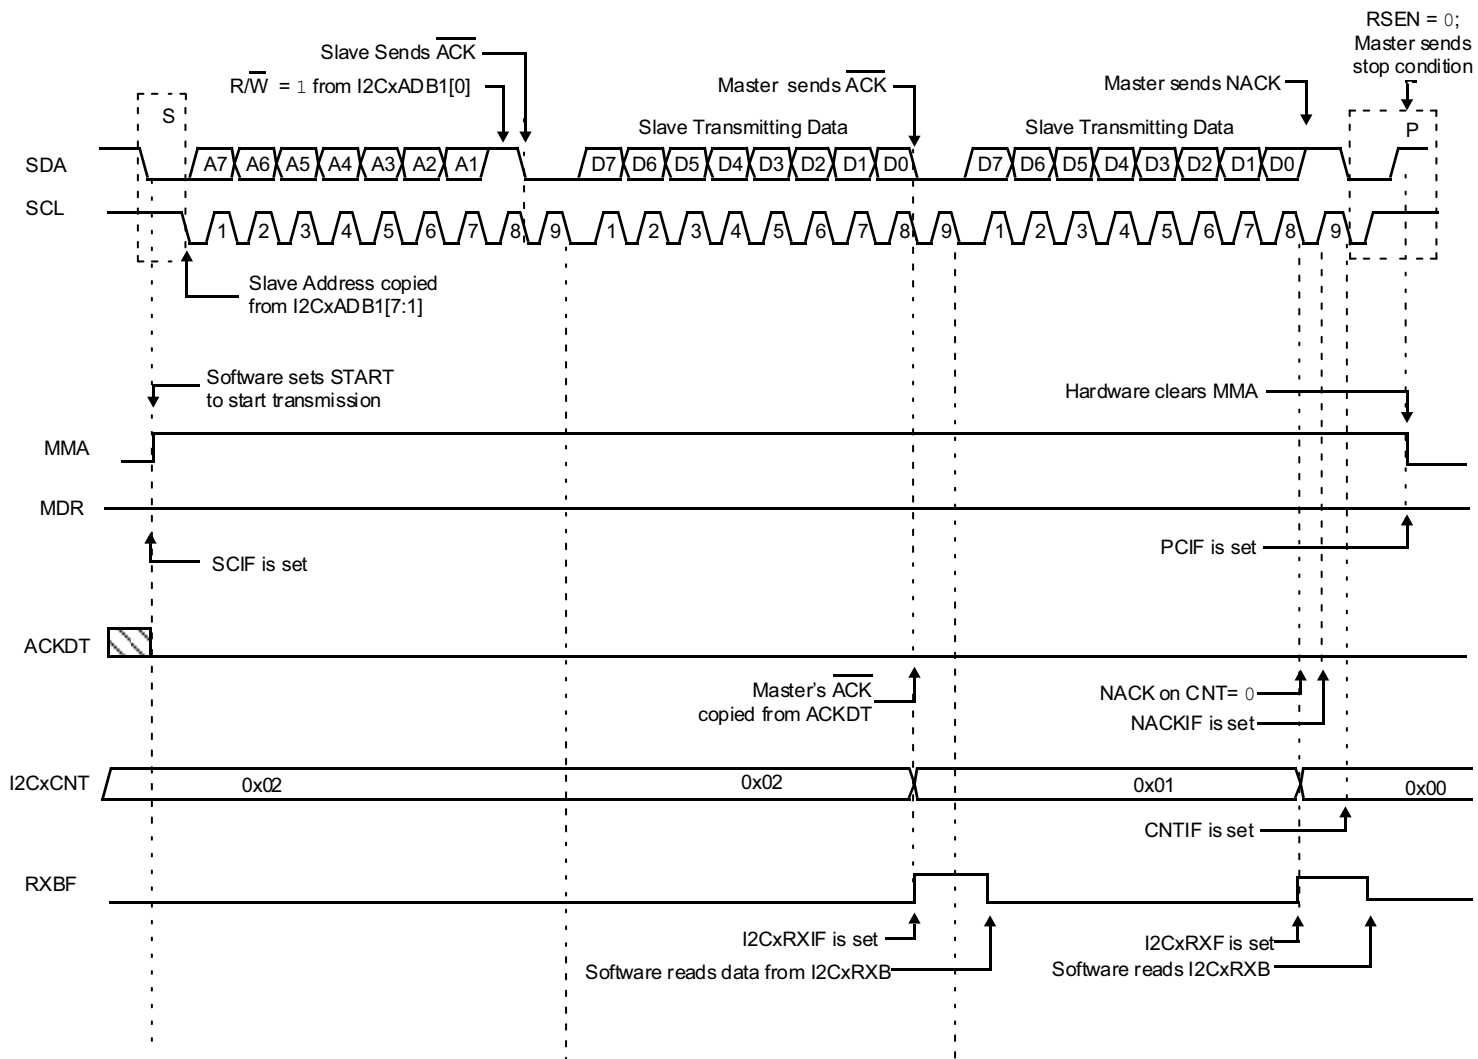 RSEN = 0;
Master sends
stop condition
Slave Sends ACK
R/W = 1 from I2CxADB1[0]
Master sends ACK
Master sends NACK
S
Slave Transmitting Data
Slave Transmitting Data
P
SDA
A7 A6 A5 A4 A3 A2 A1
D7 D6 D5 D4 D3 D2 D1 D0
D7 D6 D5 D4 D3 D2 D1 D0
SCL
1 2 3 4 5 6 7 8 9
1 2 3 4 5 6 7 8 9
1 2 3 4 5 6 7 8 9
Slave Address copied
from I2CxADB1[7:1]
Software sets START
to start transmission
Hardware clears MMA
MMA
MDR
SCIF is set
PCIF is set
ACKDT
Master's ACK
copied from ACKDT
NACK on CNT= 0
NACKIF is set
I2CxCNT
0x02
0x02
0x01
0x00
CNTIF is set
RXBF
I2CxRXIF is set
Software reads data from I2CxRXB
I2CxRXF is set
Software reads I2CxRXB